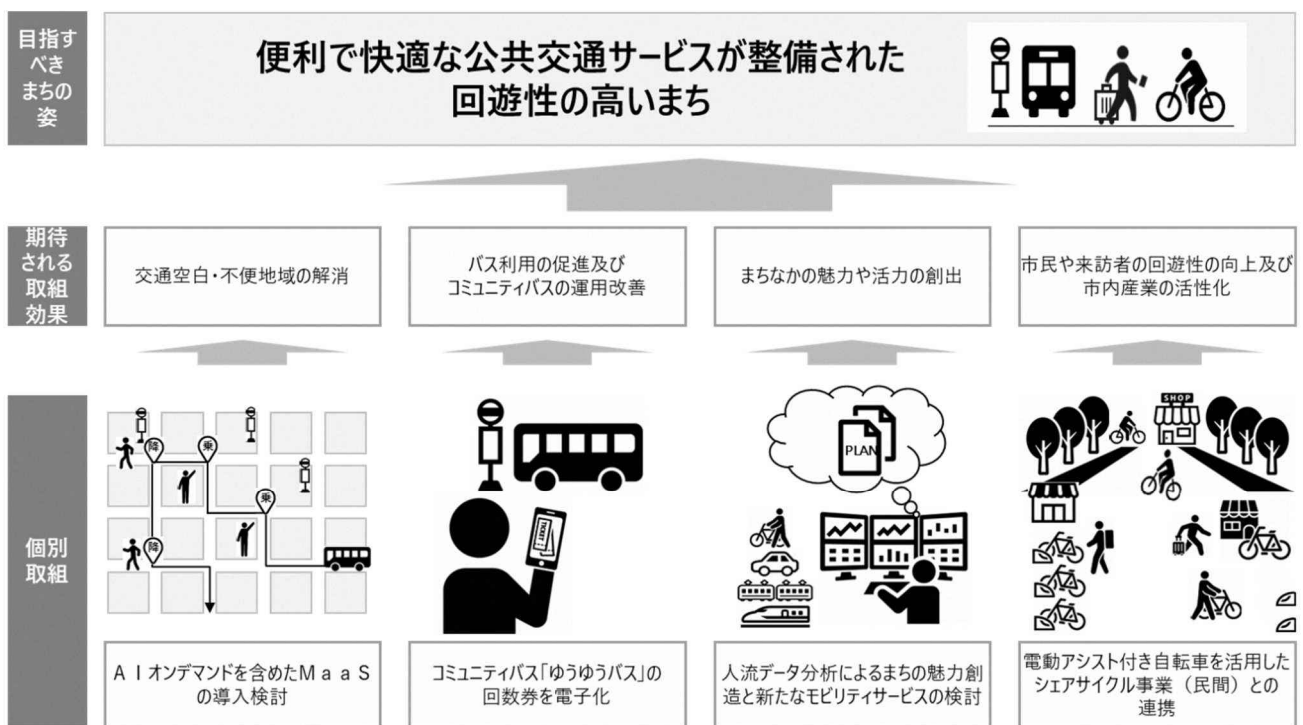 目指す
べき
まちの
姿
便利で快適な公共交通サービスが整備された
回遊性の高いまち
期待
される
取組
効果
交通空白・不便地域の解消
バス利用の促進及び
コミュニティバスの運用改善
まちなかの魅力や活力の創出
市民や来訪者の回遊性の向上及び
市内産業の活性化
個別
取組
降
乗
乗
降
TICKET
PLAN
SHOP
ＡＩオンデマンドを含めたＭａａＳ
の導入検討
コミュニティバス「ゆうゆうバス」の
回数券を電子化
人流データ分析によるまちの魅力創
造と新たなモビリティサービスの検討
電動アシスト付き自転車を活用した
シェアサイクル事業（民間）との
連携